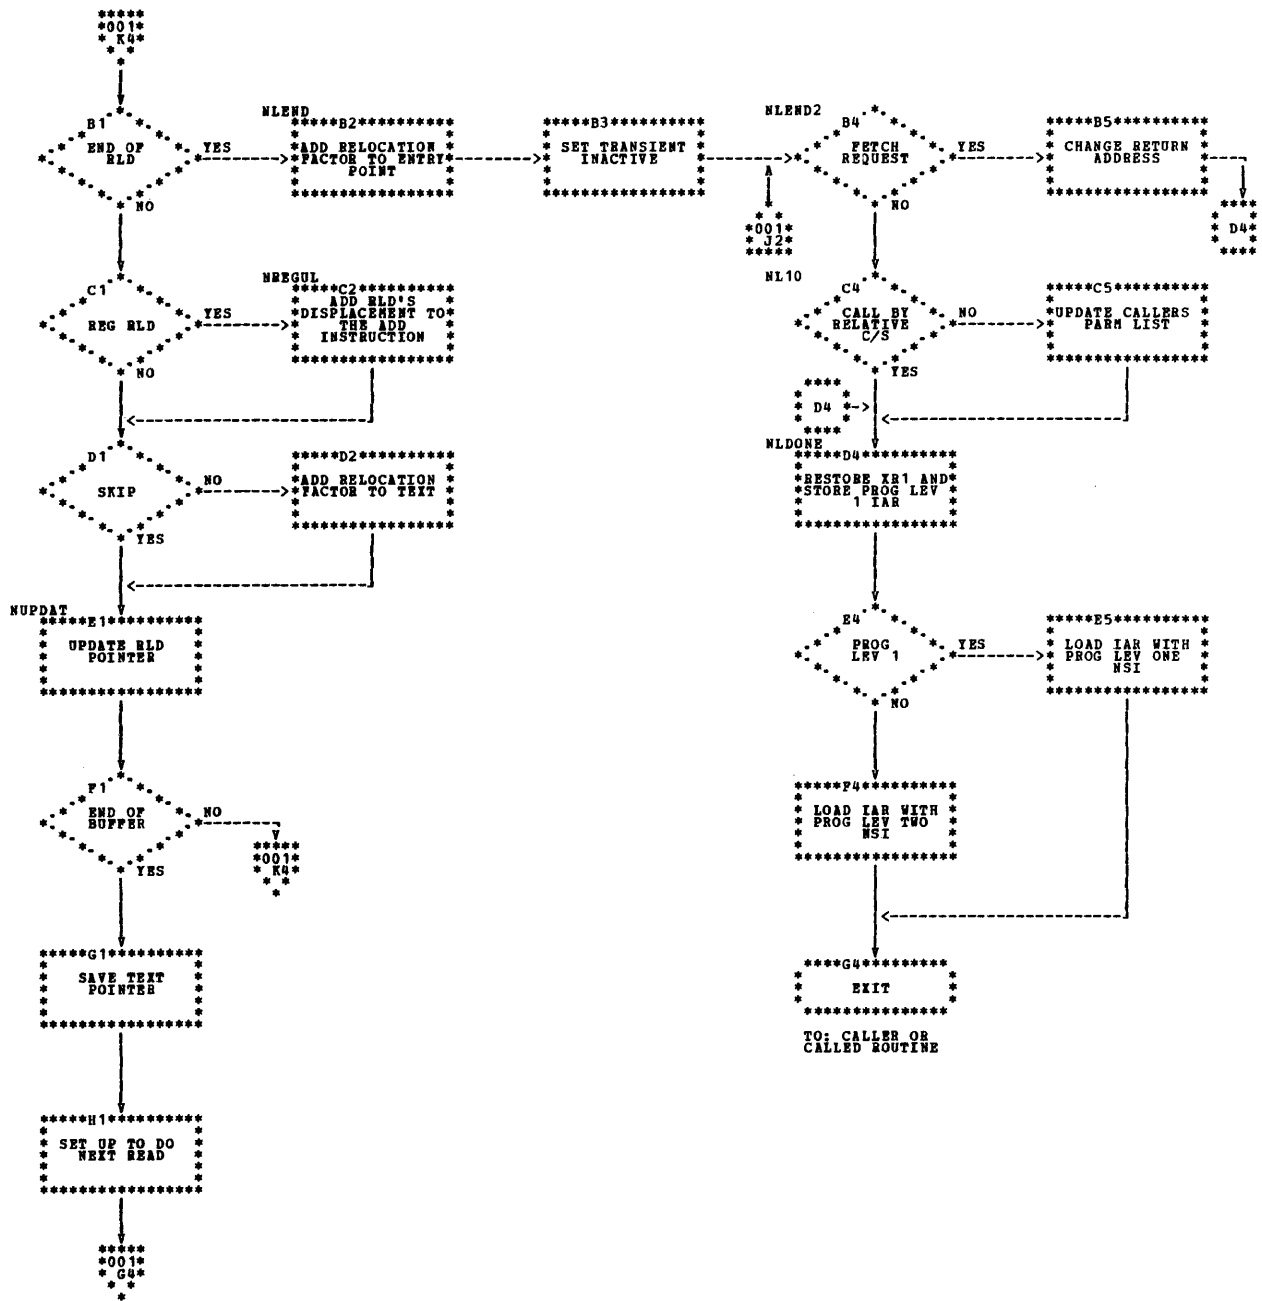 001
K4
B1
END OF
RLD
YES
NO
NLEND
B2
ADD RELOCATION
FACTOR TO ENTRY
POINT
B3
SET TRANSIENT
INACTIVE
NLEND2
B4
FETCH
REQUEST
YES
NO
B5
CHANGE RETURN
ADDRESS
D4
001
J2
C1
REG RLD
YES
NO
NREGUL
C2
ADD RLD'S
DISPLACEMENT TO
THE ADD
INSTRUCTION
NL10
C4
CALL BY
RELATIVE
C/S
NO
YES
C5
UPDATE CALLERS
PARM LIST
D4
D1
SKIP
NO
YES
D2
ADD RELOCATION
FACTOR TO TEXT
NLDONE
D4
RESTORE XR1 AND
STORE PROG LEV
1 IAR
NUPDAT
E1
UPDATE RLD
POINTER
E4
PROG
LEV 1
YES
NO
E5
LOAD IAR WITH
PROG LEV ONE
NSI
F1
END OF
BUFFER
NO
YES
001
K4
F4
LOAD IAR WITH
PROG LEV TWO
NSI
G1
SAVE TEXT
POINTER
G4
EXIT
TO: CALLER OR
CALLED ROUTINE
H1
SET UP TO DO
NEXT READ
001
G4